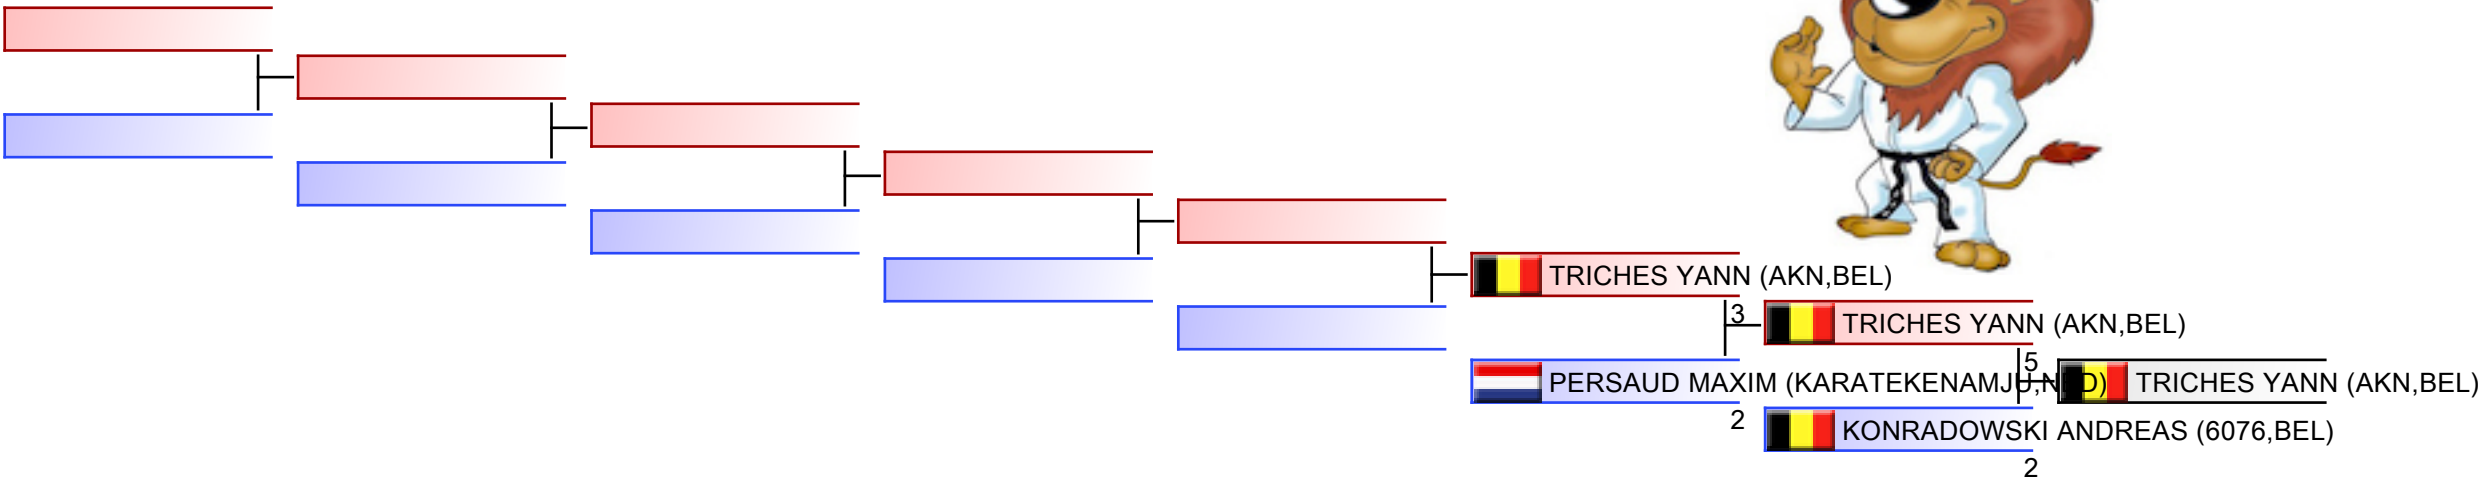 TRICHES YANN (AKN,BEL)
3
TRICHES YANN (AKN,BEL)
5
PERSAUD MAXIM (KARATEKENAMJU,NED)
TRICHES YANN (AKN,BEL)
2
KONRADOWSKI ANDREAS (6076,BEL)
2